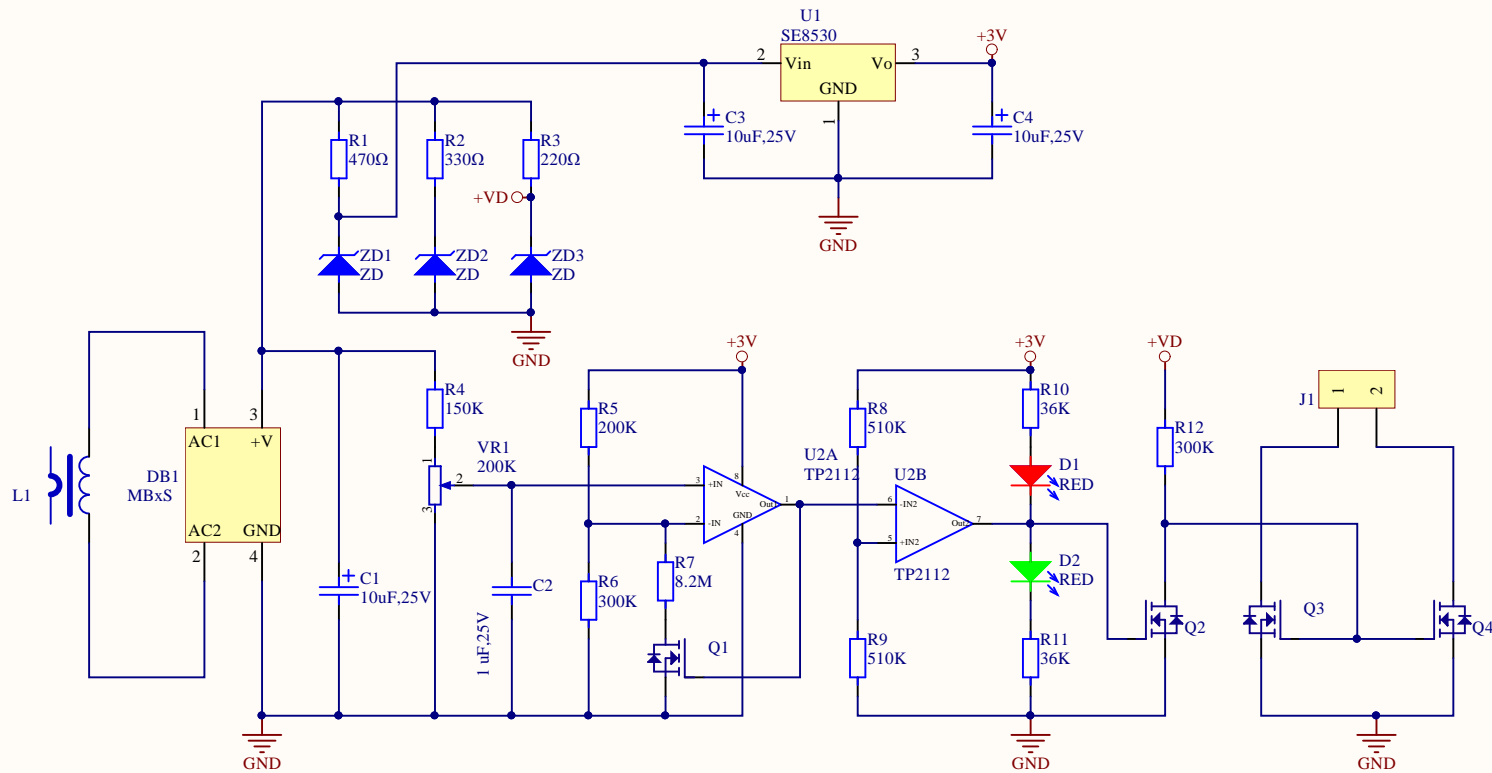 U1
SE8530
2
Vin
Vo
3
+3V
GND
1
C3
10uF,25V
C4
10uF,25V
GND
R1
470Ω
R2
330Ω
R3
220Ω
+VD
ZD1
ZD
ZD2
ZD
ZD3
ZD
GND
L1
DB1
MBxS
1
AC1
3
+V
AC2
2
GND
4
C1
10uF,25V
GND
R4
150K
VR1
200K
1
2
3
C2
1 uF,25V
+3V
R5
200K
R6
300K
R7
8.2M
Q1
U2A
TP2112
3
+IN
2
-IN
8
Vcc
GND
4
Out
1
R8
510K
R9
510K
U2B
6
-IN2
5
+IN2
Out
7
TP2112
+3V
R10
36K
D1
RED
D2
RED
R11
36K
GND
+VD
R12
300K
Q2
J1
1
2
Q3
Q4
GND